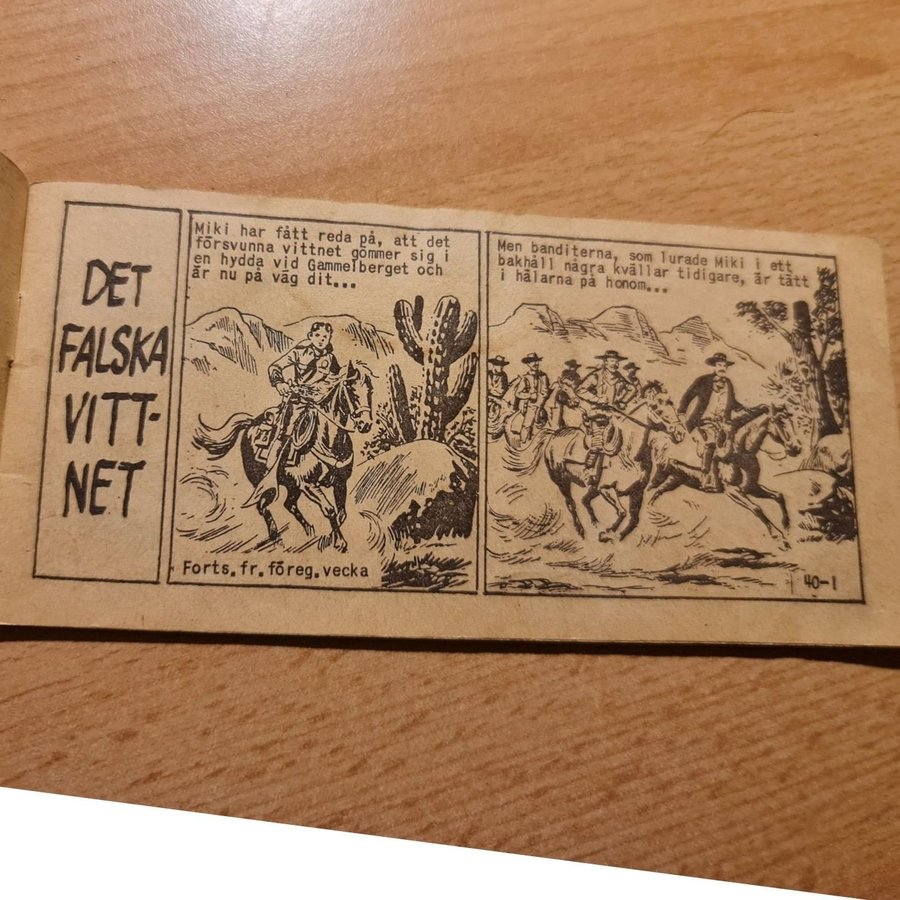 DET
FALSKA
VITT-
NET
Miki har fått reda på, att det
försvunna vittnet gömmer sig i
en hydda vid Gammelberget och
är nu på väg dit...
Forts.fr.föreg.vecka
Men banditerna, som lurade Miki i ett
bakhåll några kvällar tidigare, är tätt
i hälarna på honom...
40-1